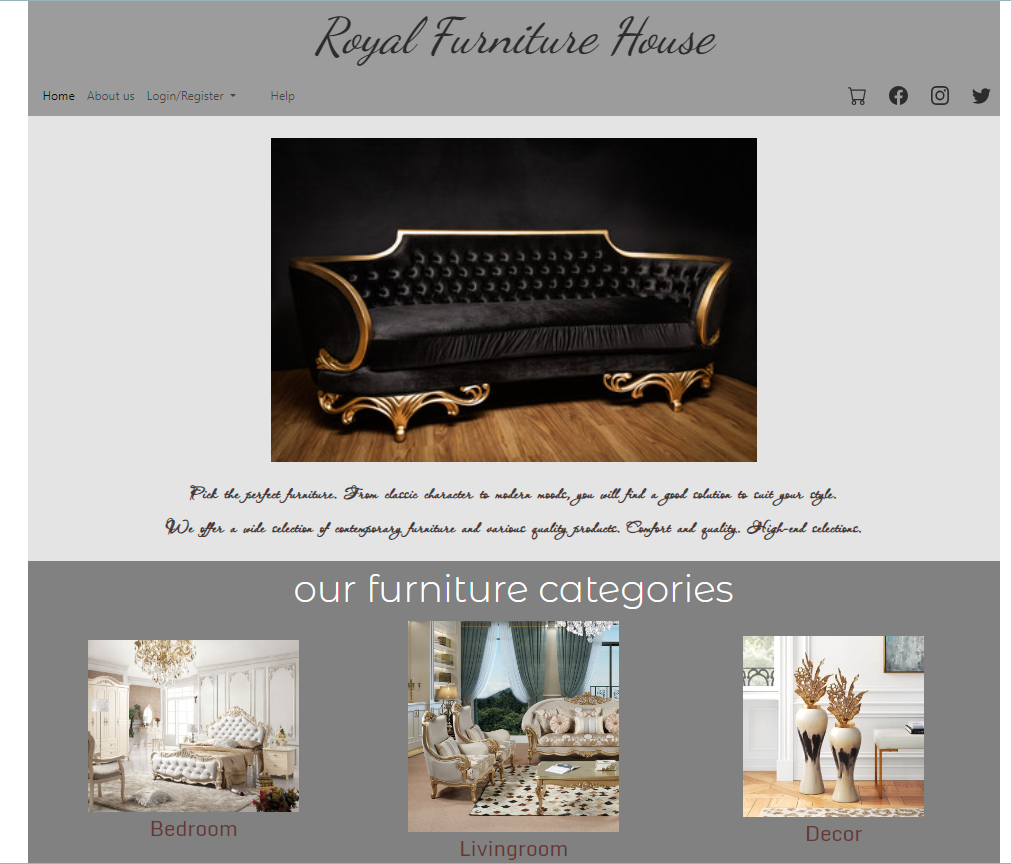 Royal Furniture House
Home About us Login/Register Help
Pick the perfect furniture. From classic character to modern moods, you will find a good solution to suit your style.
We offer a wide selection of contemporary furniture and various quality products. Comfort and quality. High-end selections.
our furniture categories
Bedroom
Livingroom
Decor